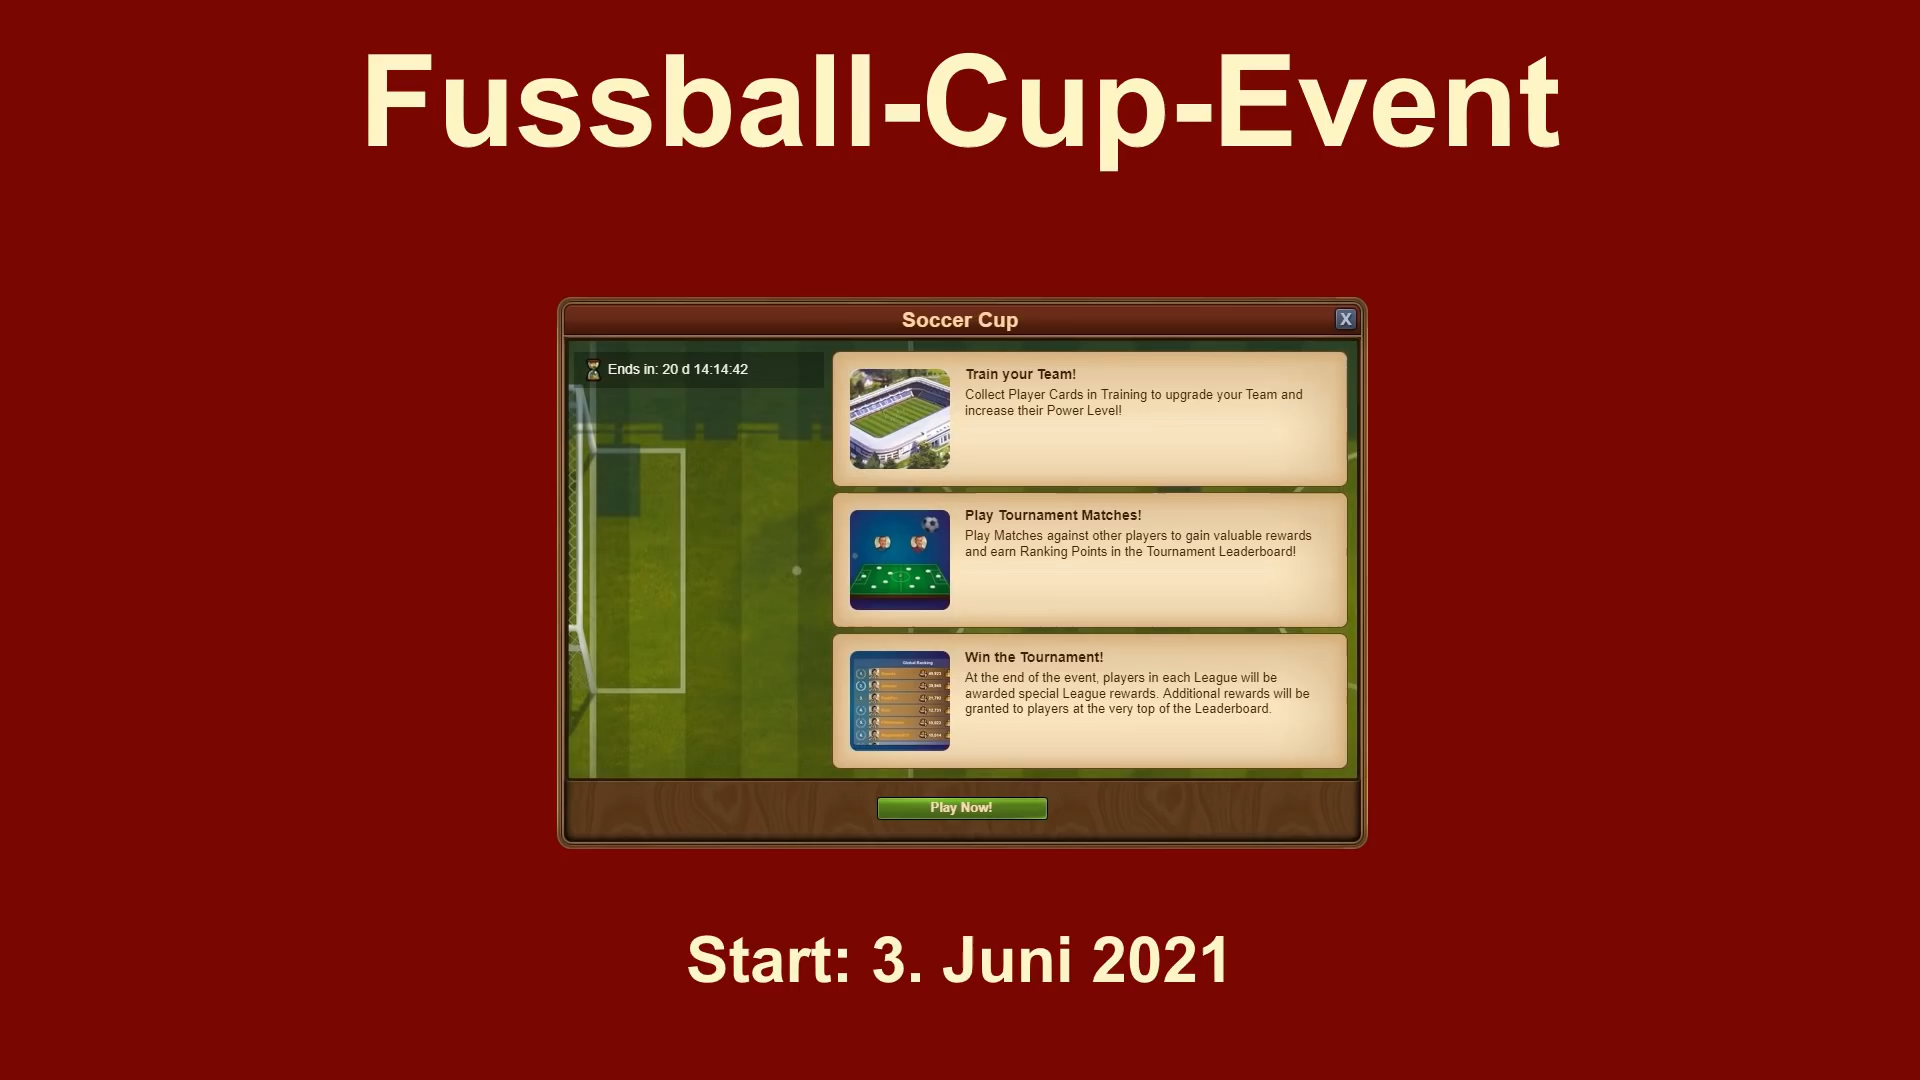 Fussball-Cup-Event
Soccer Cup
X
Ends in: 20 d 14:14:42
Train your Team!
Collect Player Cards in Training to upgrade your Team and
increase their Power Level!
Play Tournament Matches!
Play Matches against other players to gain valuable rewards
and earn Ranking Points in the Tournament Leaderboard!
Global Ranking
Win the Tournament!
At the end of the event, players in each League will be
awarded special League rewards. Additional rewards will be
granted to players at the very top of the Leaderboard.
Play Now!
Start: 3. Juni 2021